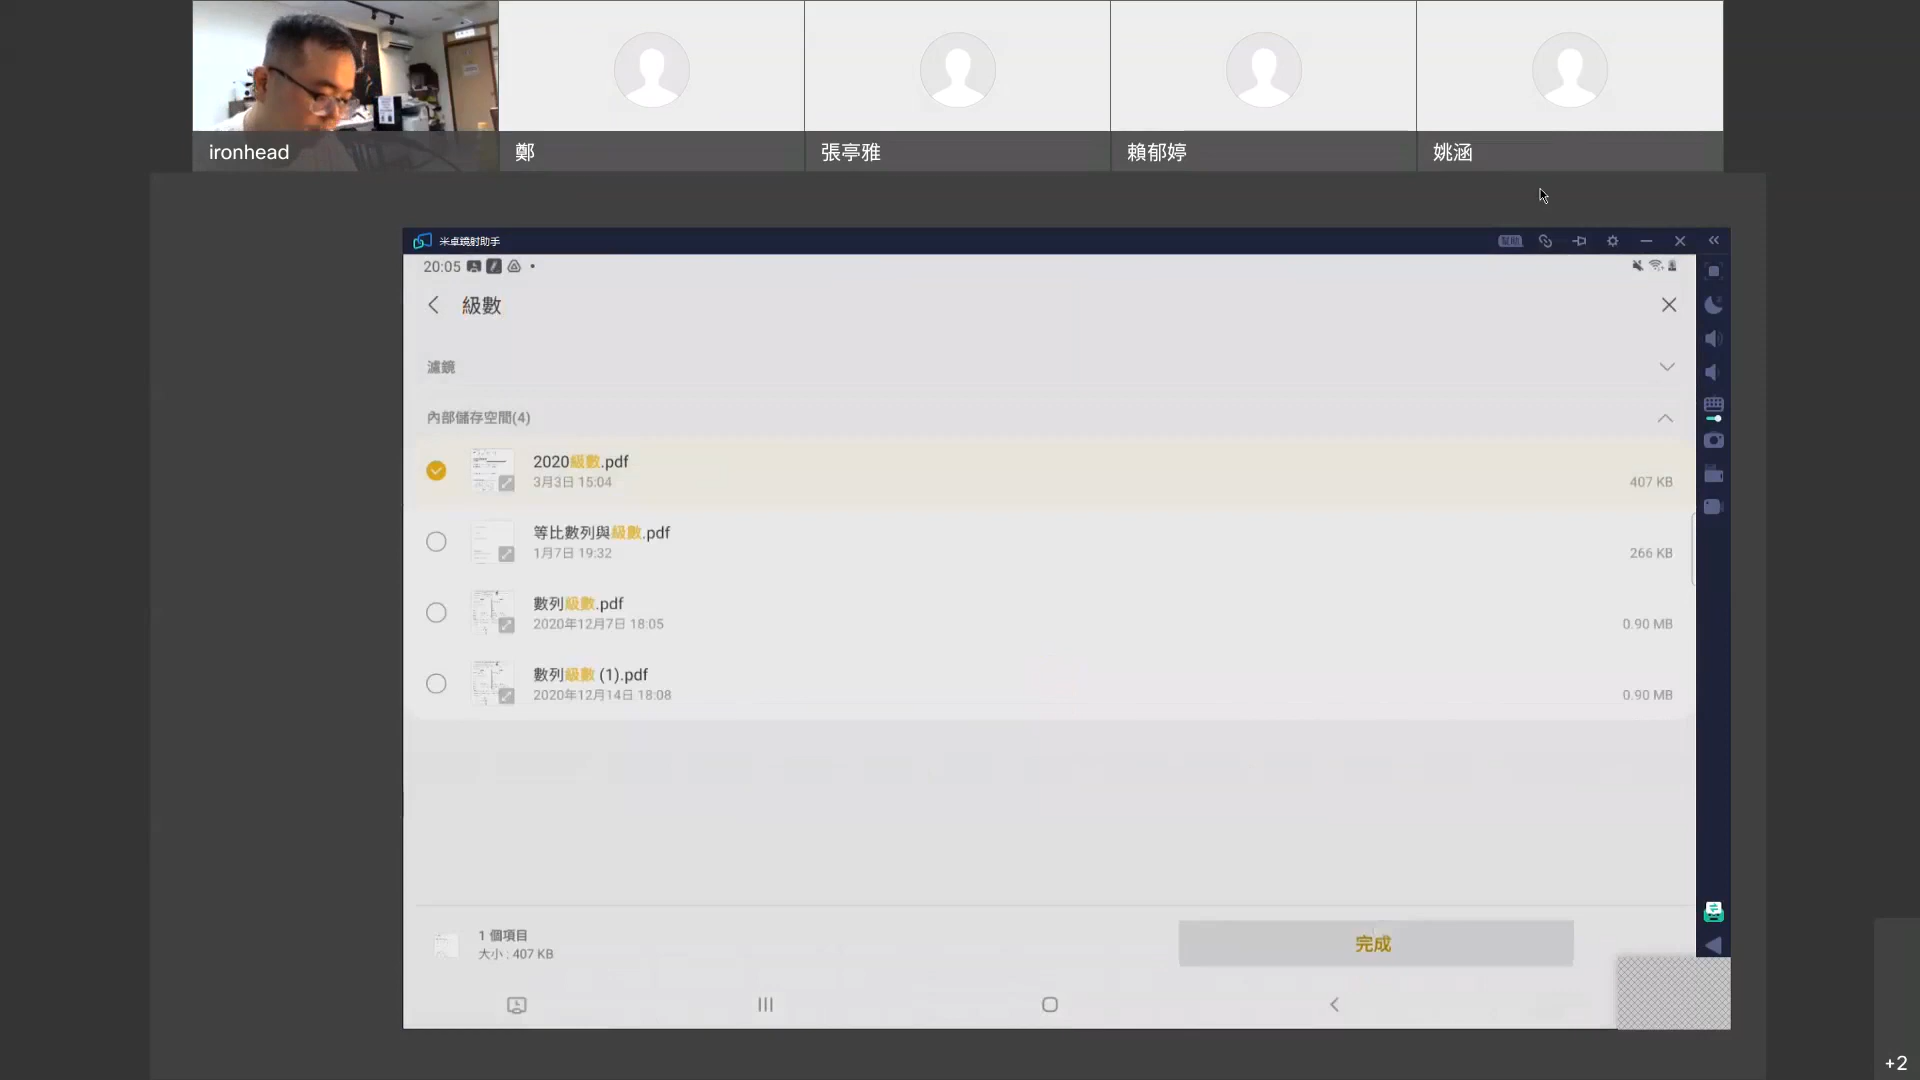 ironhead
鄭
張亭雅
賴郁婷
姚涵
米卓鏡射助手
20:05
級數
濾鏡
內部儲存空間(4)
2020級數.pdf
3月3日 15:04
407 KB
等比數列與級數.pdf
1月7日 19:32
266 KB
數列級數.pdf
2020年12月7日 18:05
0.90 MB
數列級數 (1).pdf
2020年12月14日 18:08
0.90 MB
1 個項目
大小 : 407 KB
完成
+2